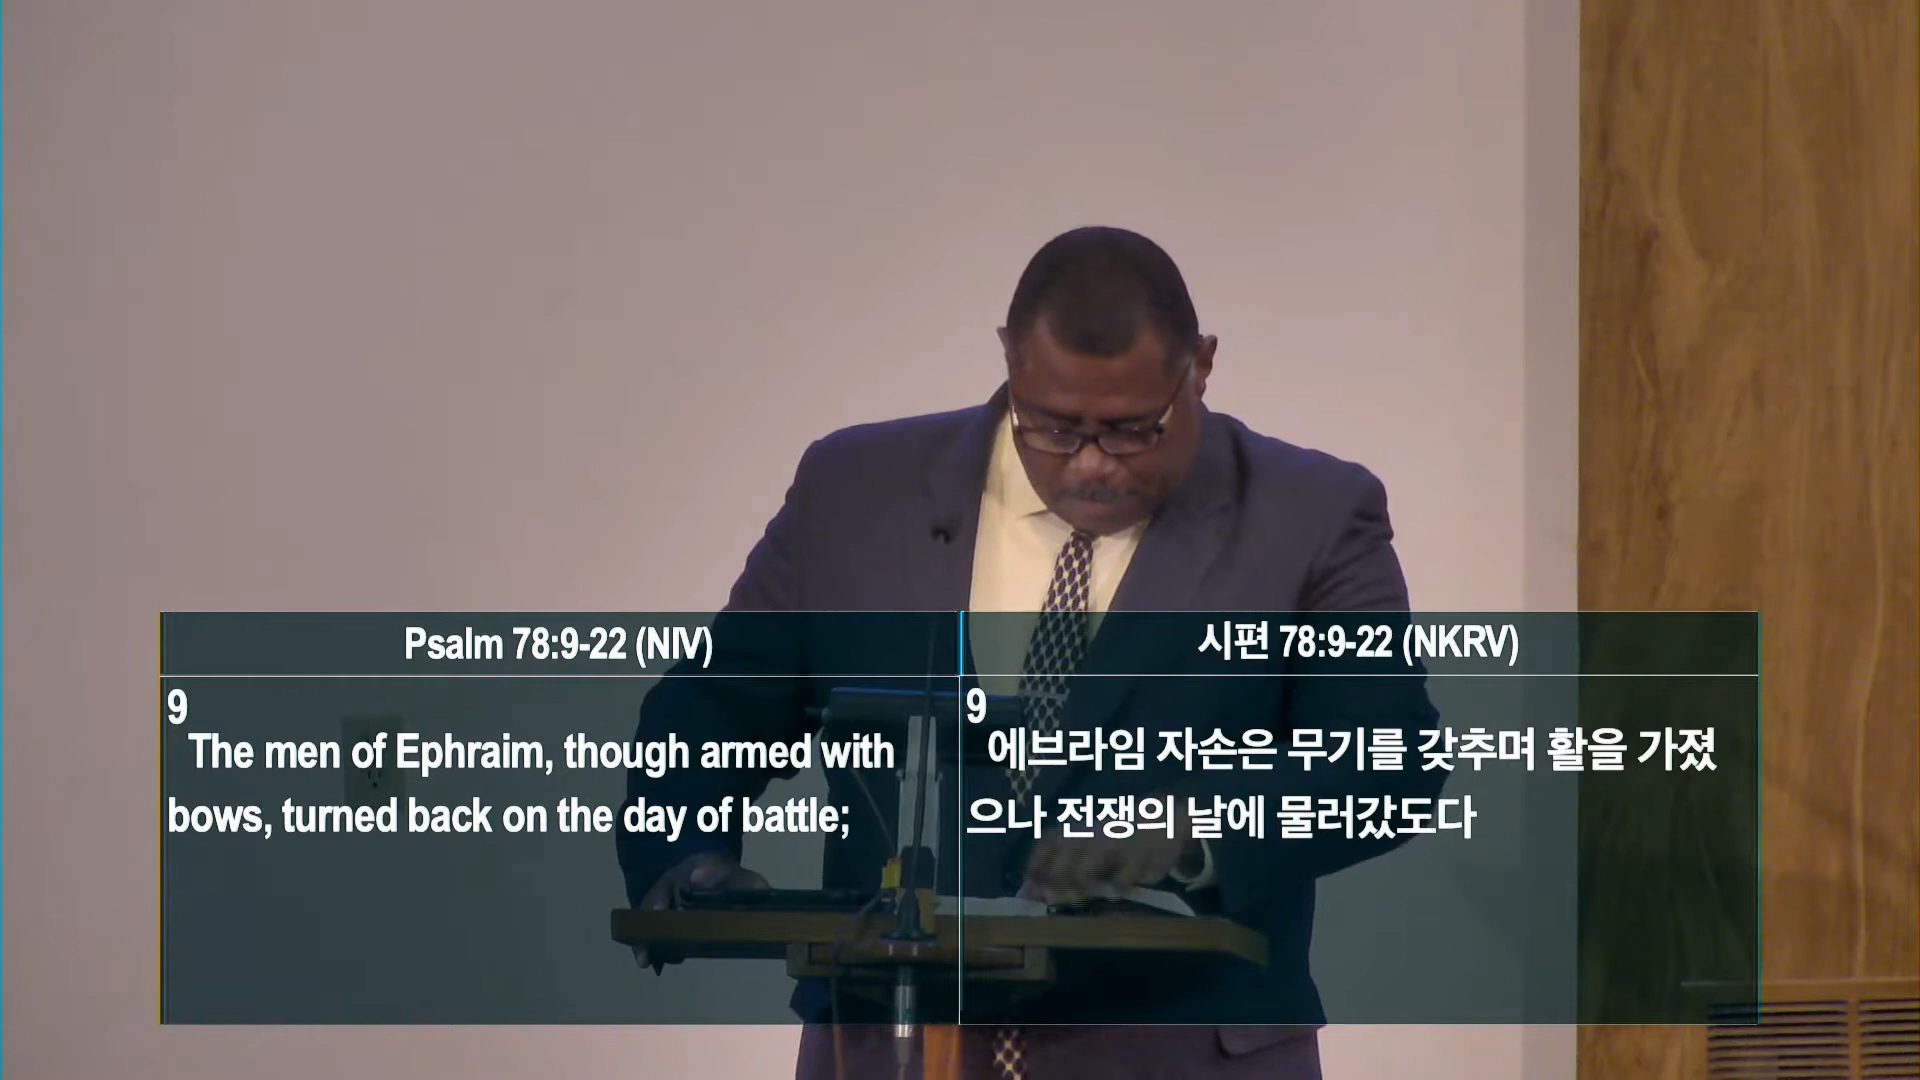 Psalm 78:9-22 (NIV)
9
The men of Ephraim, though armed with
bows, turned back on the day of battle;
시편 78:9-22 (NKRV)
9
에브라임 자손은 무기를 갖추며 활을 가졌
으나 전쟁의 날에 물러갔도다